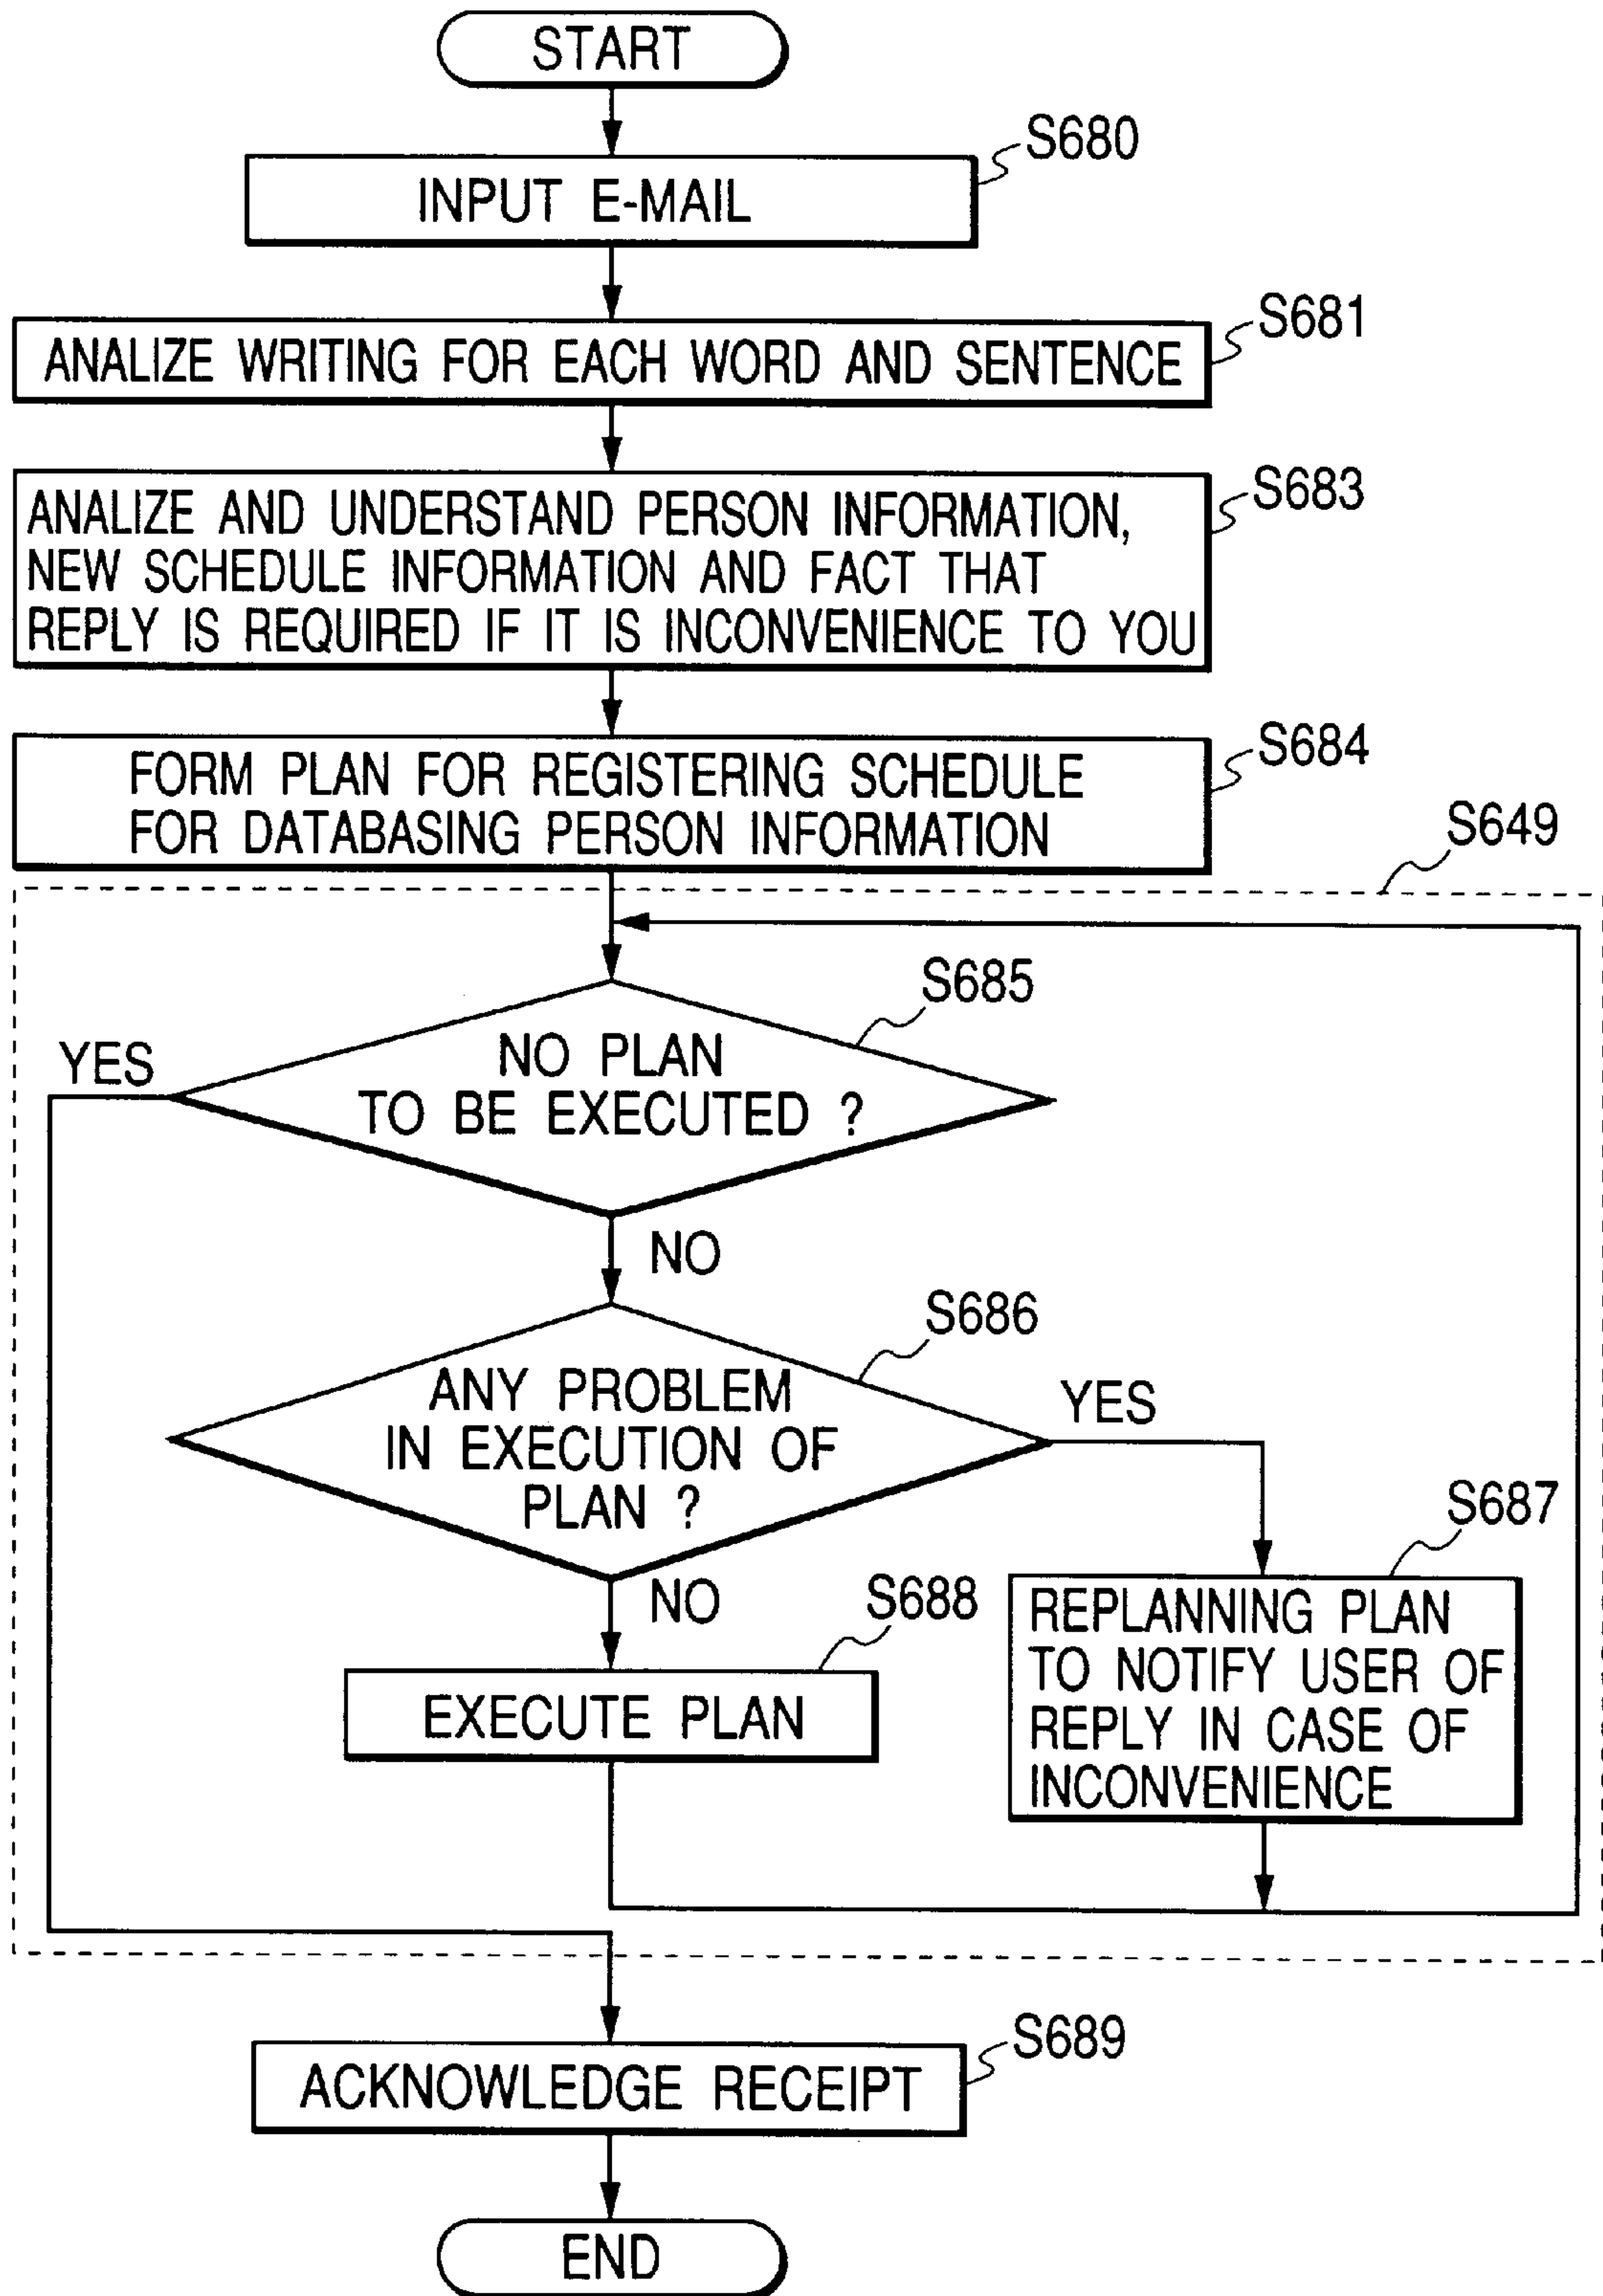 START
S680
INPUT E-MAIL
S681
ANALIZE WRITING FOR EACH WORD AND SENTENCE
S683
ANALIZE AND UNDERSTAND PERSON INFORMATION,
NEW SCHEDULE INFORMATION AND FACT THAT
REPLY IS REQUIRED IF IT IS INCONVENIENCE TO YOU
S684
FORM PLAN FOR REGISTERING SCHEDULE
FOR DATABASING PERSON INFORMATION
S649
S685
YES
NO PLAN
TO BE EXECUTED ?
NO
S686
ANY PROBLEM
IN EXECUTION OF
PLAN ?
YES
NO
S687
REPLANNING PLAN
TO NOTIFY USER OF
REPLY IN CASE OF
INCONVENIENCE
S688
EXECUTE PLAN
S689
ACKNOWLEDGE RECEIPT
END